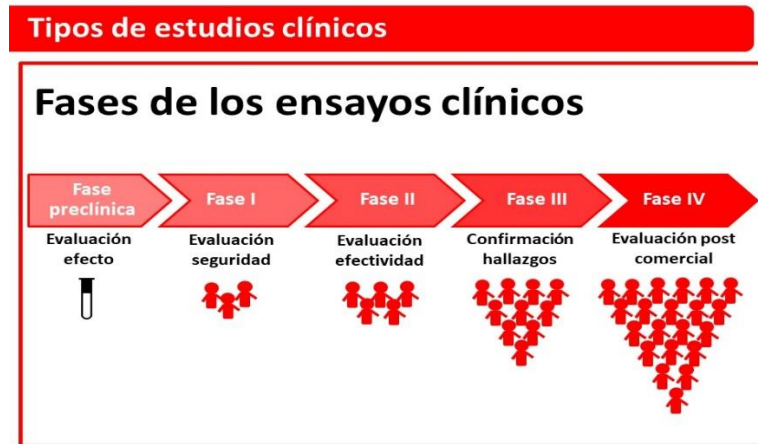 Tipos de estudios clínicos
Fases de los ensayos clínicos
Fase
preclínica
Fase I
Fase II
Fase III
Fase IV
Evaluación
efecto
Evaluación
seguridad
Evaluación
efectividad
Confirmación
hallazgos
Evaluación post
comercial